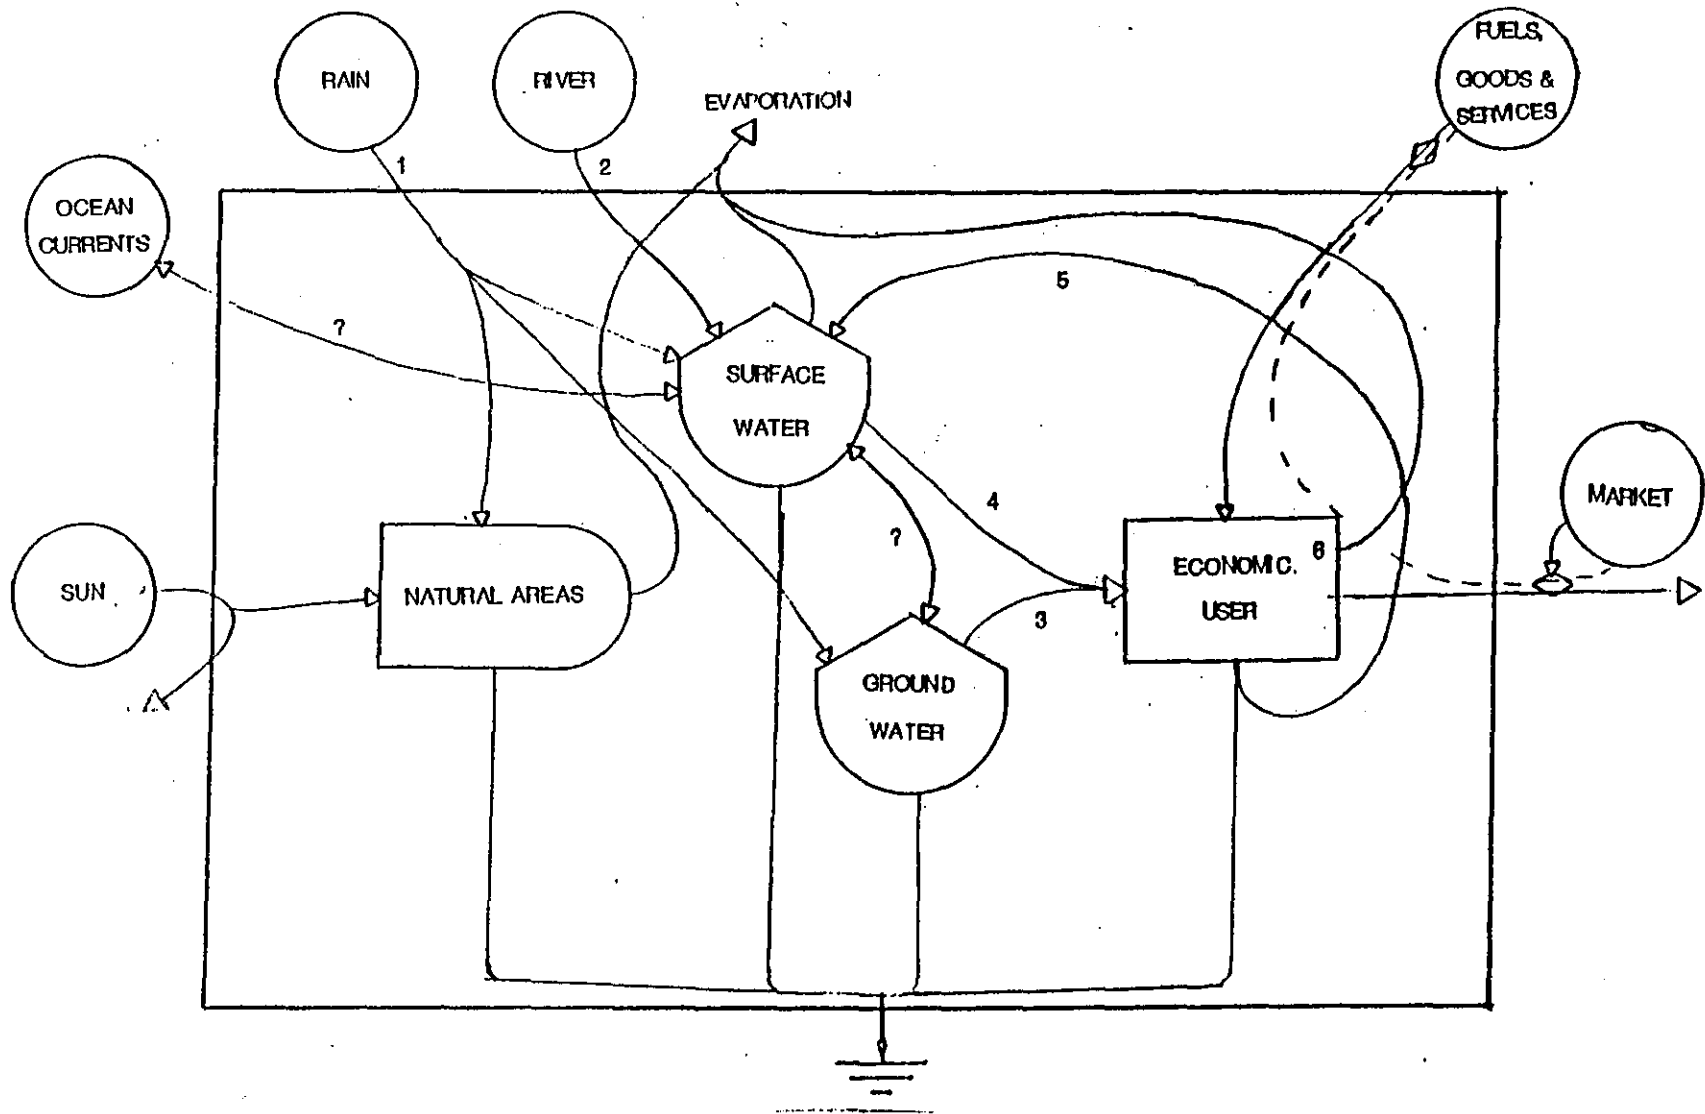 FUELS,
GOODS &
SERVICES
RAIN
RIVER
EVAPORATION
1
2
OCEAN
CURRENTS
5
?
SURFACE
WATER
MARKET
4
?
6
ECONOMIC.
USER
SUN
NATURAL AREAS
3
GROUND
WATER